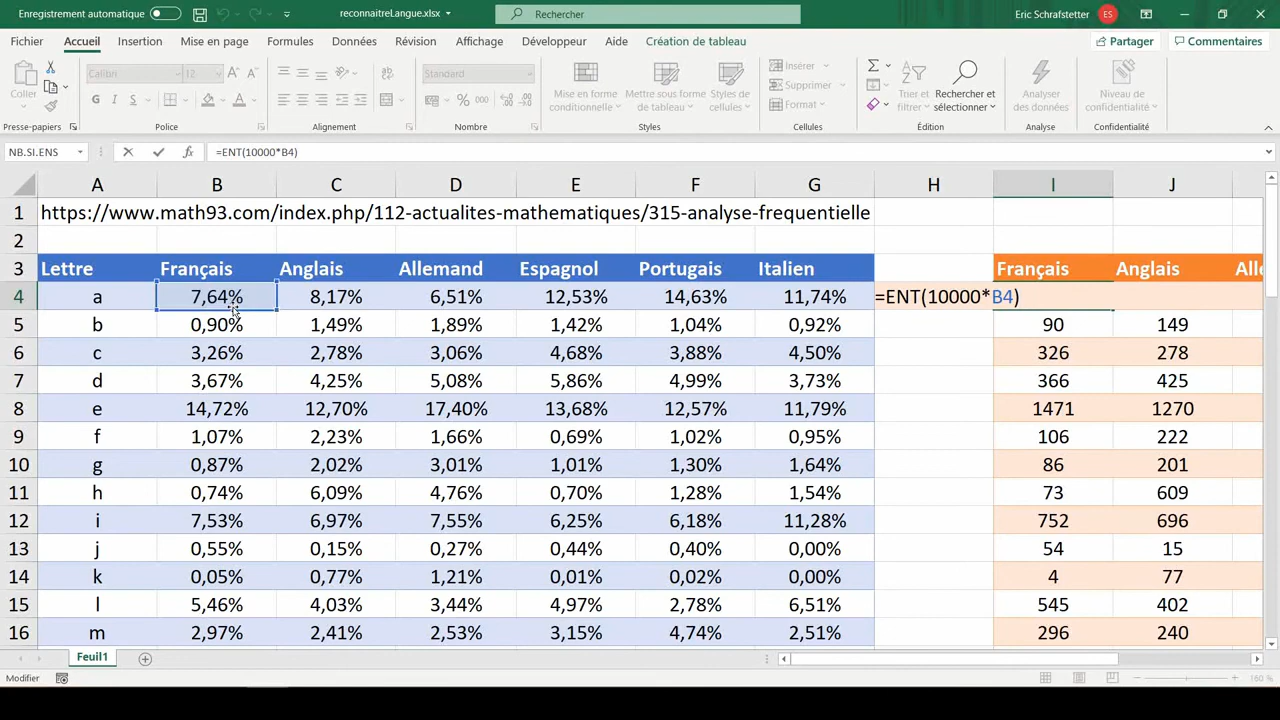 Enregistrement automatique
reconnaitreLangue.xlsx
Rechercher
Eric Schrafstetter
ES
Fichier Accueil Insertion Mise en page Formules Données Révision Affichage Développeur Aide Création de tableau
Partager Commentaires
Coller
Calibri 12
G I S
Standard
% 000
Mise en forme conditionnelle
Mettre sous forme de tableau
Styles de cellules
Insérer
Supprimer
Format
Trier et filtrer
Rechercher et sélectionner
Analyser des données
Niveau de confidentialité
Presse-papiers Police Alignement Nombre Styles Cellules Édition Analyse Confidentialité
NB.SI.ENS fx =ENT(10000*B4)
A B C D E F G H I J
1 https://www.math93.com/index.php/112-actualites-mathematiques/315-analyse-frequentielle
2
3 Lettre Français Anglais Allemand Espagnol Portugais Italien Français Anglais All
4 a 7,64% 8,17% 6,51% 12,53% 14,63% 11,74% =ENT(10000*B4)
5 b 0,90% 1,49% 1,89% 1,42% 1,04% 0,92% 90 149
6 c 3,26% 2,78% 3,06% 4,68% 3,88% 4,50% 326 278
7 d 3,67% 4,25% 5,08% 5,86% 4,99% 3,73% 366 425
8 e 14,72% 12,70% 17,40% 13,68% 12,57% 11,79% 1471 1270
9 f 1,07% 2,23% 1,66% 0,69% 1,02% 0,95% 106 222
10 g 0,87% 2,02% 3,01% 1,01% 1,30% 1,64% 86 201
11 h 0,74% 6,09% 4,76% 0,70% 1,28% 1,54% 73 609
12 i 7,53% 6,97% 7,55% 6,25% 6,18% 11,28% 752 696
13 j 0,55% 0,15% 0,27% 0,44% 0,40% 0,00% 54 15
14 k 0,05% 0,77% 1,21% 0,01% 0,02% 0,00% 4 77
15 l 5,46% 4,03% 3,44% 4,97% 2,78% 6,51% 545 402
16 m 2,97% 2,41% 2,53% 3,15% 4,74% 2,51% 296 240
Feuil1
Modifier
160 %